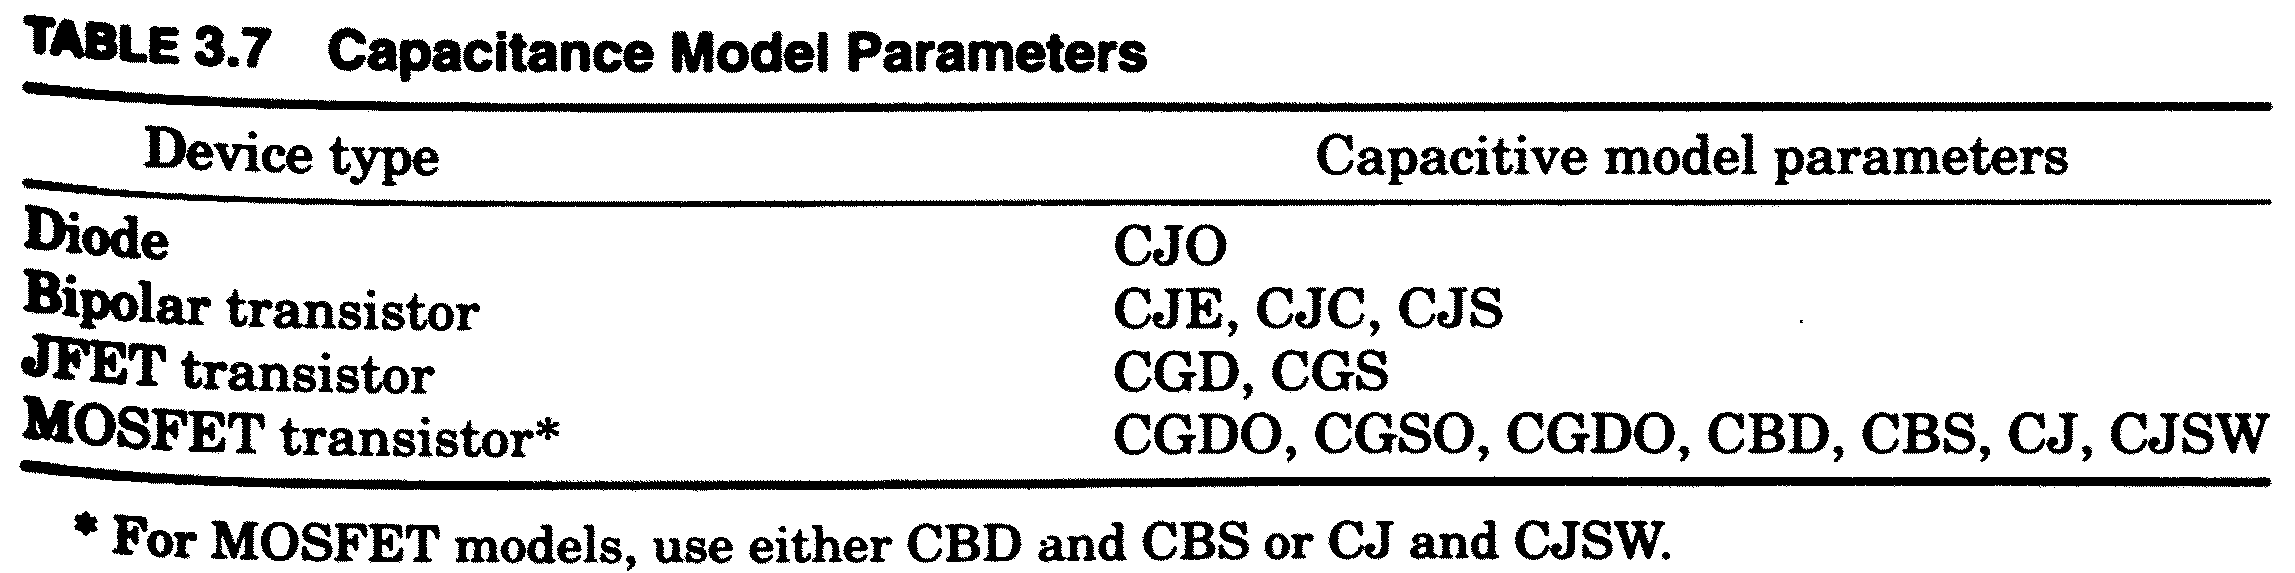 TABLE 3.7 Capacitance Model Parameters
Device type Capacitive model parameters
Diode CJO
Bipolar transistor CJE, CJC, CJS
JFET transistor CGD, CGS
MOSFET transistor* CGDO, CGSO, CGDO, CBD, CBS, CJ, CJSW
* For MOSFET models, use either CBD and CBS or CJ and CJSW.